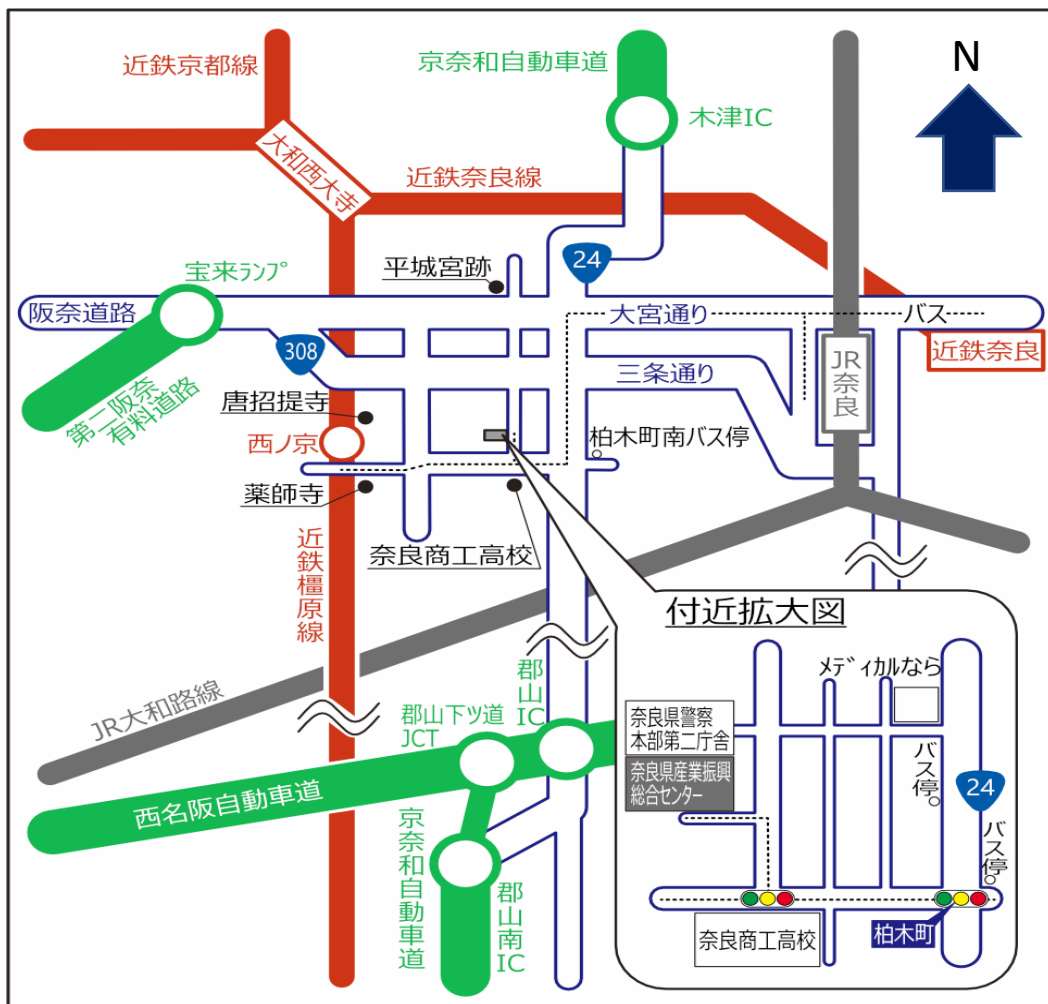 近鉄京都線
京奈和自動車道
N
木津IC
大和西大寺
近鉄奈良線
24
平城宮跡
宝来ランプ
阪奈道路
大宮通り
バス
308
近鉄奈良
JR奈良
三条通り
第二阪奈
有料道路
唐招提寺
西ノ京
柏木町南バス停
薬師寺
奈良商工高校
近鉄橿原線
付近拡大図
JR大和路線
郡山IC
郡山下ツ道
JCT
西名阪自動車道
京奈和自動車道
郡山南IC
メディカルなら
奈良県警察
本部第二庁舎
奈良県産業振興
総合センター
バス停
24
バス停
奈良商工高校
柏木町